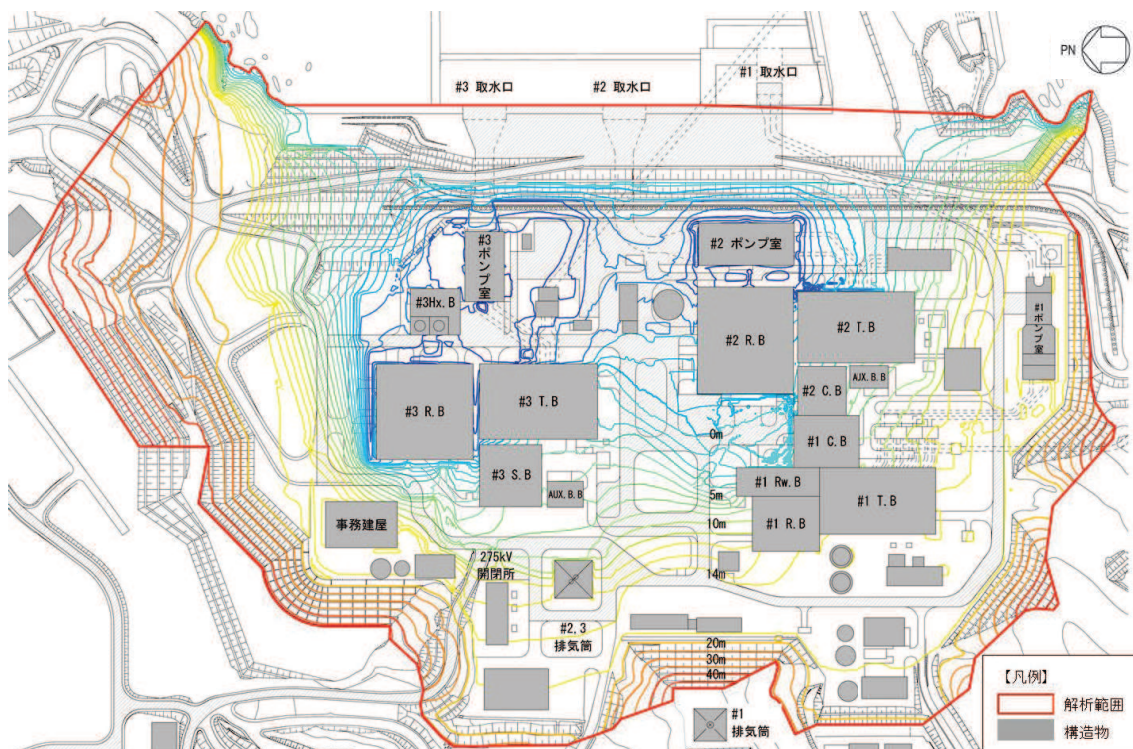 PN
#1 取水口
#3 取水口
#2 取水口
#3
ポンプ室
#2 ポンプ室
#3Hx.B
#1
ポンプ室
#2 R.B
#2 T.B
#3 R.B
#3 T.B
#2 C.B
AUX.B.B
0m
#1 C.B
#3 S.B
AUX.B.B
#1 Rw.B
5m
#1 T.B
#1 R.B
10m
事務建屋
275kV
開閉所
14m
#2,3
排気筒
20m
30m
40m
#1
排気筒
【凡例】
解析範囲
構造物